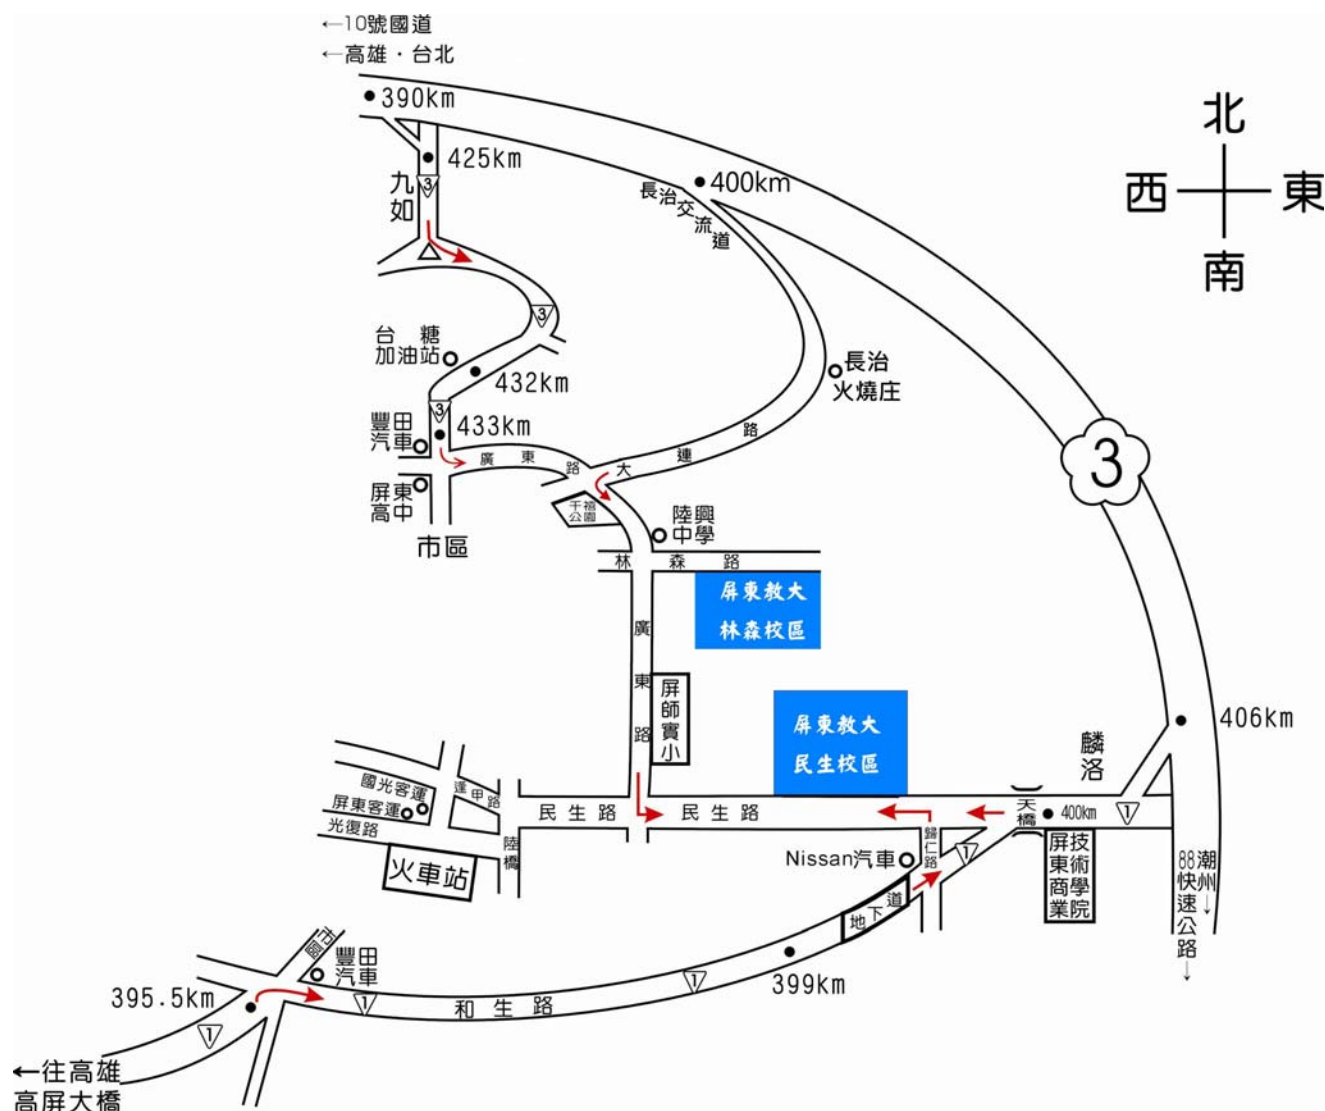 ←10號國道
←高雄．台北
390km
425km
3
九如
400km
長治交流道
北
西
東
南
3
台糖
加油站
432km
長治
火燒庄
3
433km
豐田
汽車
廣東路
大連路
3
屏東
高中
市區
千禧
公園
陸興
中學
林森路
屏東教大
林森校區
廣東路
屏師實小
屏東教大
民生校區
406km
麟洛
國光客運
屏東客運
光復路
逢甲路
陸橋
火車站
民生路
民生路
天橋
400km
1
歸仁路
Nissan汽車
1
屏東商業
技術學院
潮州↓
88快速公路↓
地下道
市區
豐田
汽車
395.5km
1
1
和生路
1
399km
←往高雄
高屏大橋